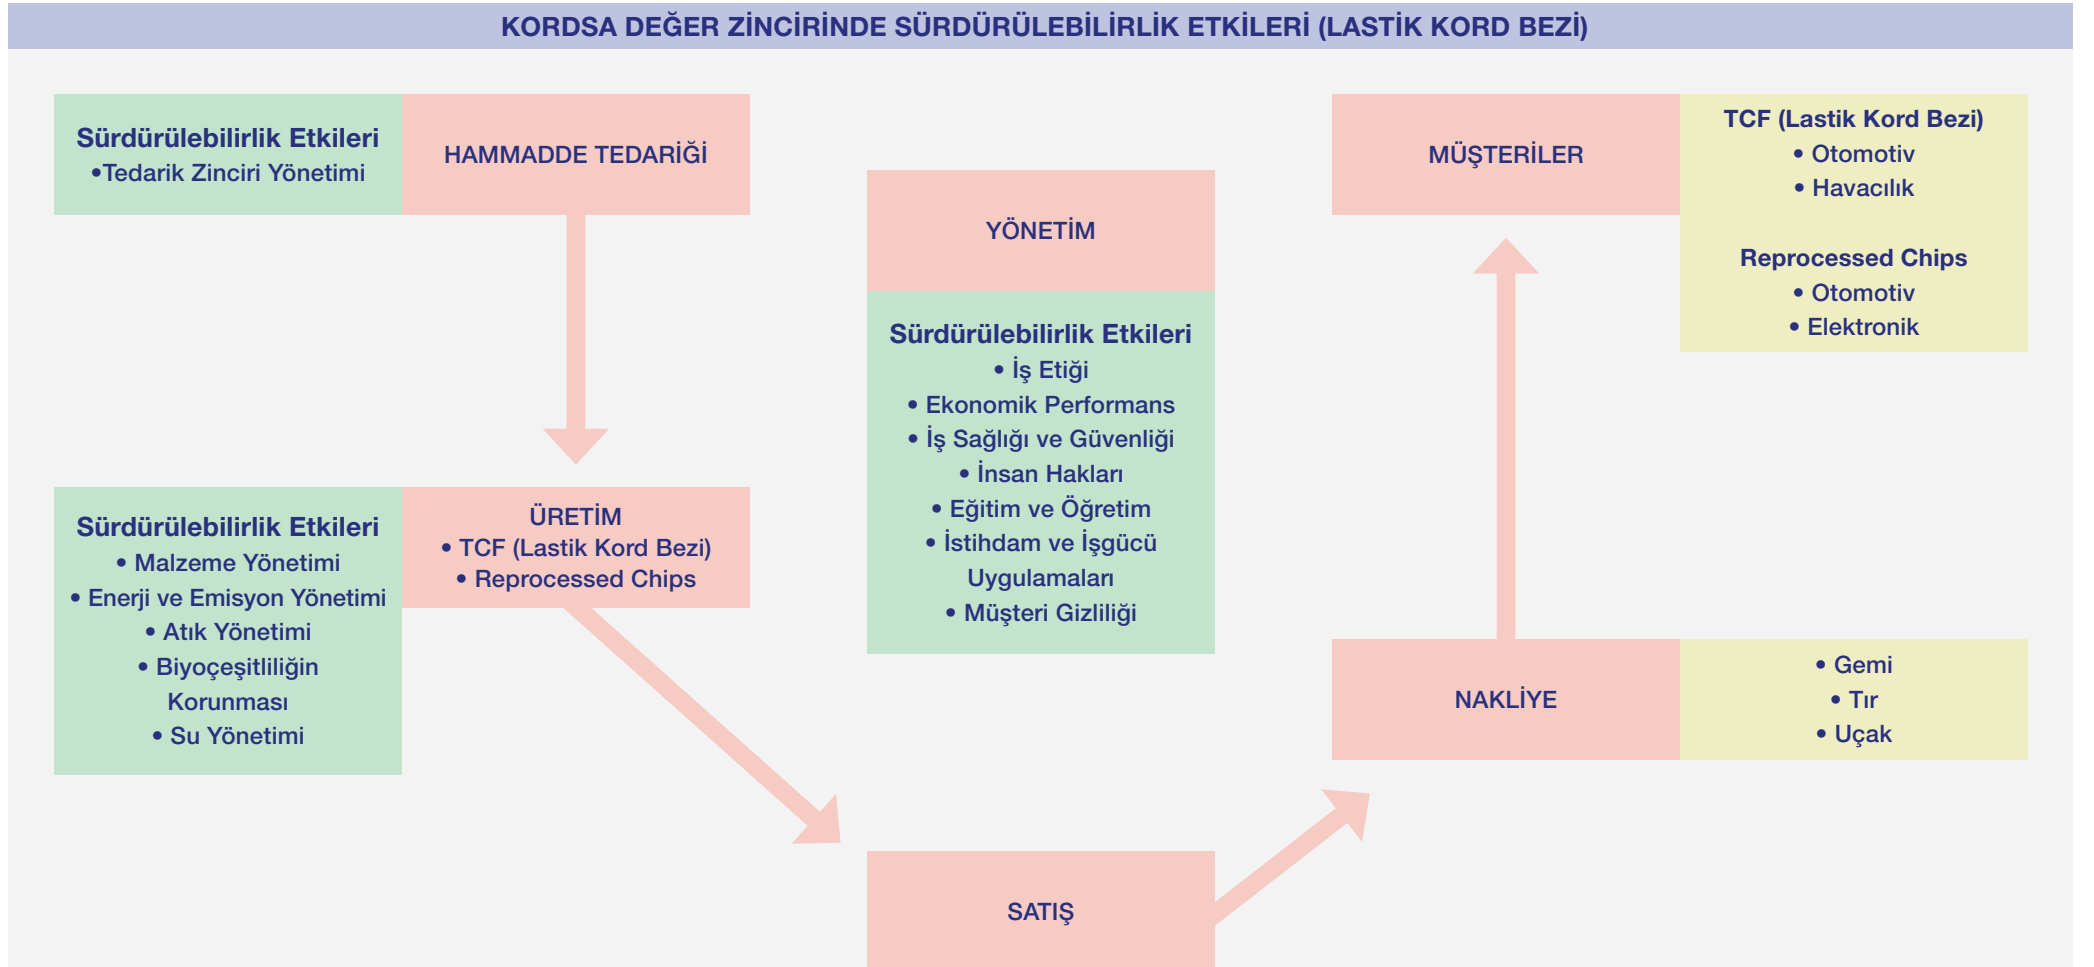 KORDSA DEĞER ZİNCİRİNDE SÜRDÜRÜLEBİLİRLİK ETKİLERİ (LASTİK KORD BEZİ)
Sürdürülebilirlik Etkileri
•Tedarik Zinciri Yönetimi
HAMMADDE TEDARİĞİ
Sürdürülebilirlik Etkileri
• Malzeme Yönetimi
• Enerji ve Emisyon Yönetimi
• Atık Yönetimi
• Biyoçeşitliliğin
Korunması
• Su Yönetimi
ÜRETİM
• TCF (Lastik Kord Bezi)
• Reprocessed Chips
YÖNETİM
Sürdürülebilirlik Etkileri
• İş Etiği
• Ekonomik Performans
• İş Sağlığı ve Güvenliği
• İnsan Hakları
• Eğitim ve Öğretim
• İstihdam ve İşgücü
Uygulamaları
• Müşteri Gizliliği
SATIŞ
NAKLİYE
• Gemi
• Tır
• Uçak
MÜŞTERİLER
TCF (Lastik Kord Bezi)
• Otomotiv
• Havacılık
Reprocessed Chips
• Otomotiv
• Elektronik